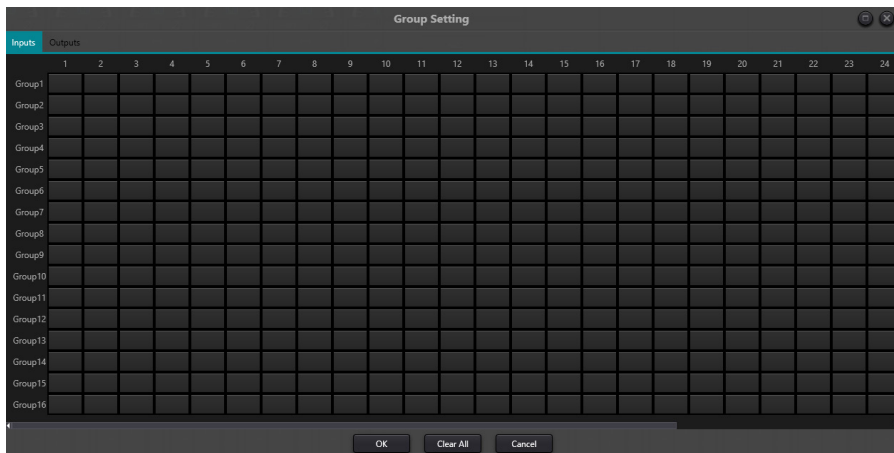 Group Setting
Inputs Outputs
1 2 3 4 5 6 7 8 9 10 11 12 13 14 15 16 17 18 19 20 21 22 23 24
Group1
Group2
Group3
Group4
Group5
Group6
Group7
Group8
Group9
Group10
Group11
Group12
Group13
Group14
Group15
Group16
OK Clear All Cancel